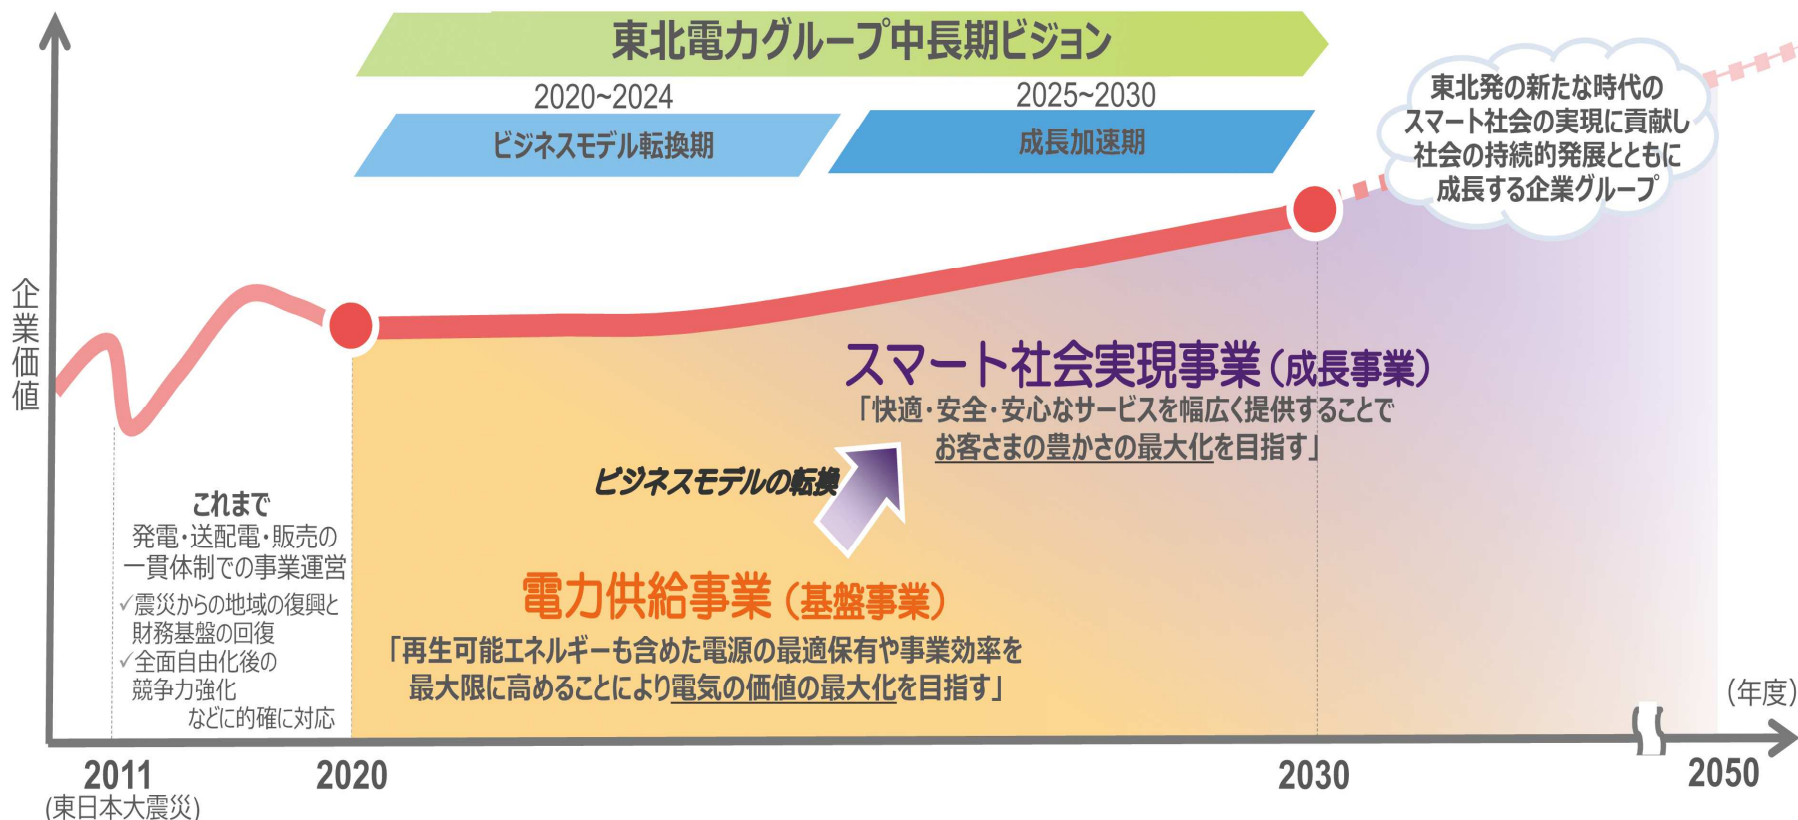 東北電力グループ中長期ビジョン
2020~2024
2025~2030
ビジネスモデル転換期
成長加速期
東北発の新たな時代の
スマート社会の実現に貢献し
社会の持続的発展とともに
成長する企業グループ
企業価値
スマート社会実現事業（成長事業）
「快適・安全・安心なサービスを幅広く提供することで
お客さまの豊かさの最大化を目指す」
ビジネスモデルの転換
これまで
発電・送配電・販売の
一貫体制での事業運営
✓震災からの地域の復興と
財務基盤の回復
✓全面自由化後の
競争力強化
などに的確に対応
電力供給事業（基盤事業）
「再生可能エネルギーも含めた電源の最適保有や事業効率を
最大限に高めることにより電気の価値の最大化を目指す」
（年度）
2011
2020
2030
2050
(東日本大震災)